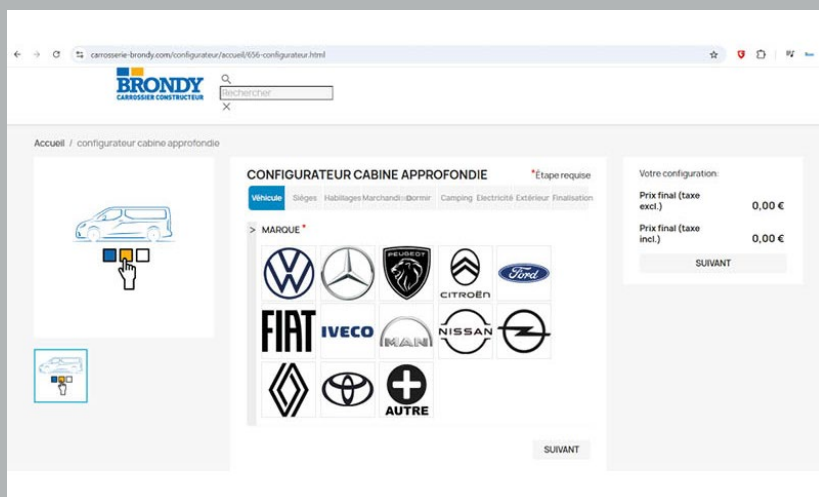 carrosserie-brondy.com/configurateur/accueil/656-configurateur.html
BRONDY
CARROSSIER CONSTRUCTEUR
Rechercher
Accueil / configurateur cabine approfondie
CONFIGURATEUR CABINE APPROFONDIE
*Étape requise
Véhicule Sièges Habillages Marchandi Dormir Camping Electricité Extérieur Finalisation
> MARQUE *
PEUGEOT
CITROËN
Ford
FIAT
IVECO
MAN
NISSAN
AUTRE
SUIVANT
Votre configuration:
Prix final (taxe
excl.) 0,00 €
Prix final (taxe
incl.) 0,00 €
SUIVANT